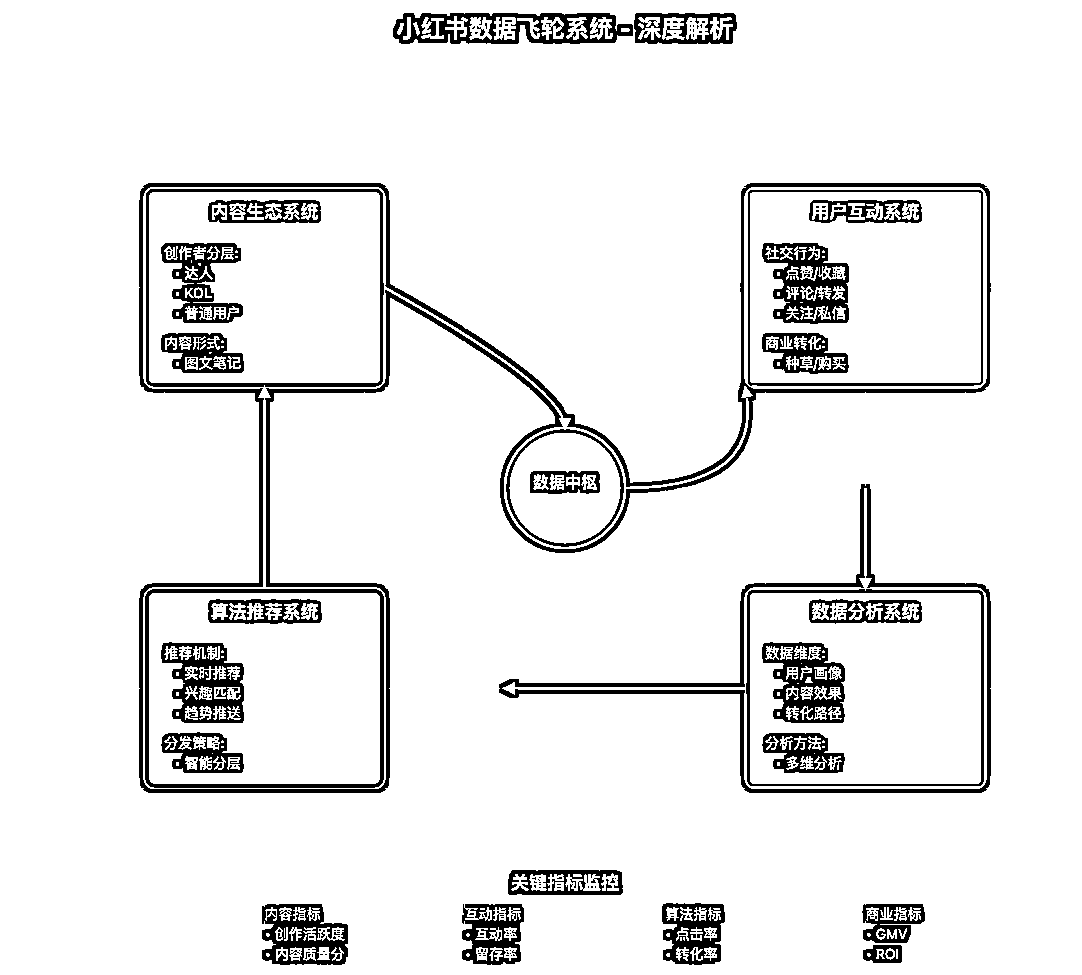 小红书数据飞轮系统 - 深度解析
内容生态系统
创作者分层:
• 达人
• KOL
• 普通用户
内容形式:
• 图文笔记
用户互动系统
社交行为:
• 点赞/收藏
• 评论/转发
• 关注/私信
商业转化:
• 种草/购买
数据中枢
算法推荐系统
推荐机制:
• 实时推荐
• 兴趣匹配
• 趋势推送
分发策略:
• 智能分层
数据分析系统
数据维度:
• 用户画像
• 内容效果
• 转化路径
分析方法:
• 多维分析
关键指标监控
内容指标
• 创作活跃度
• 内容质量分
互动指标
• 互动率
• 留存率
算法指标
• 点击率
• 转化率
商业指标
• GMV
• ROI